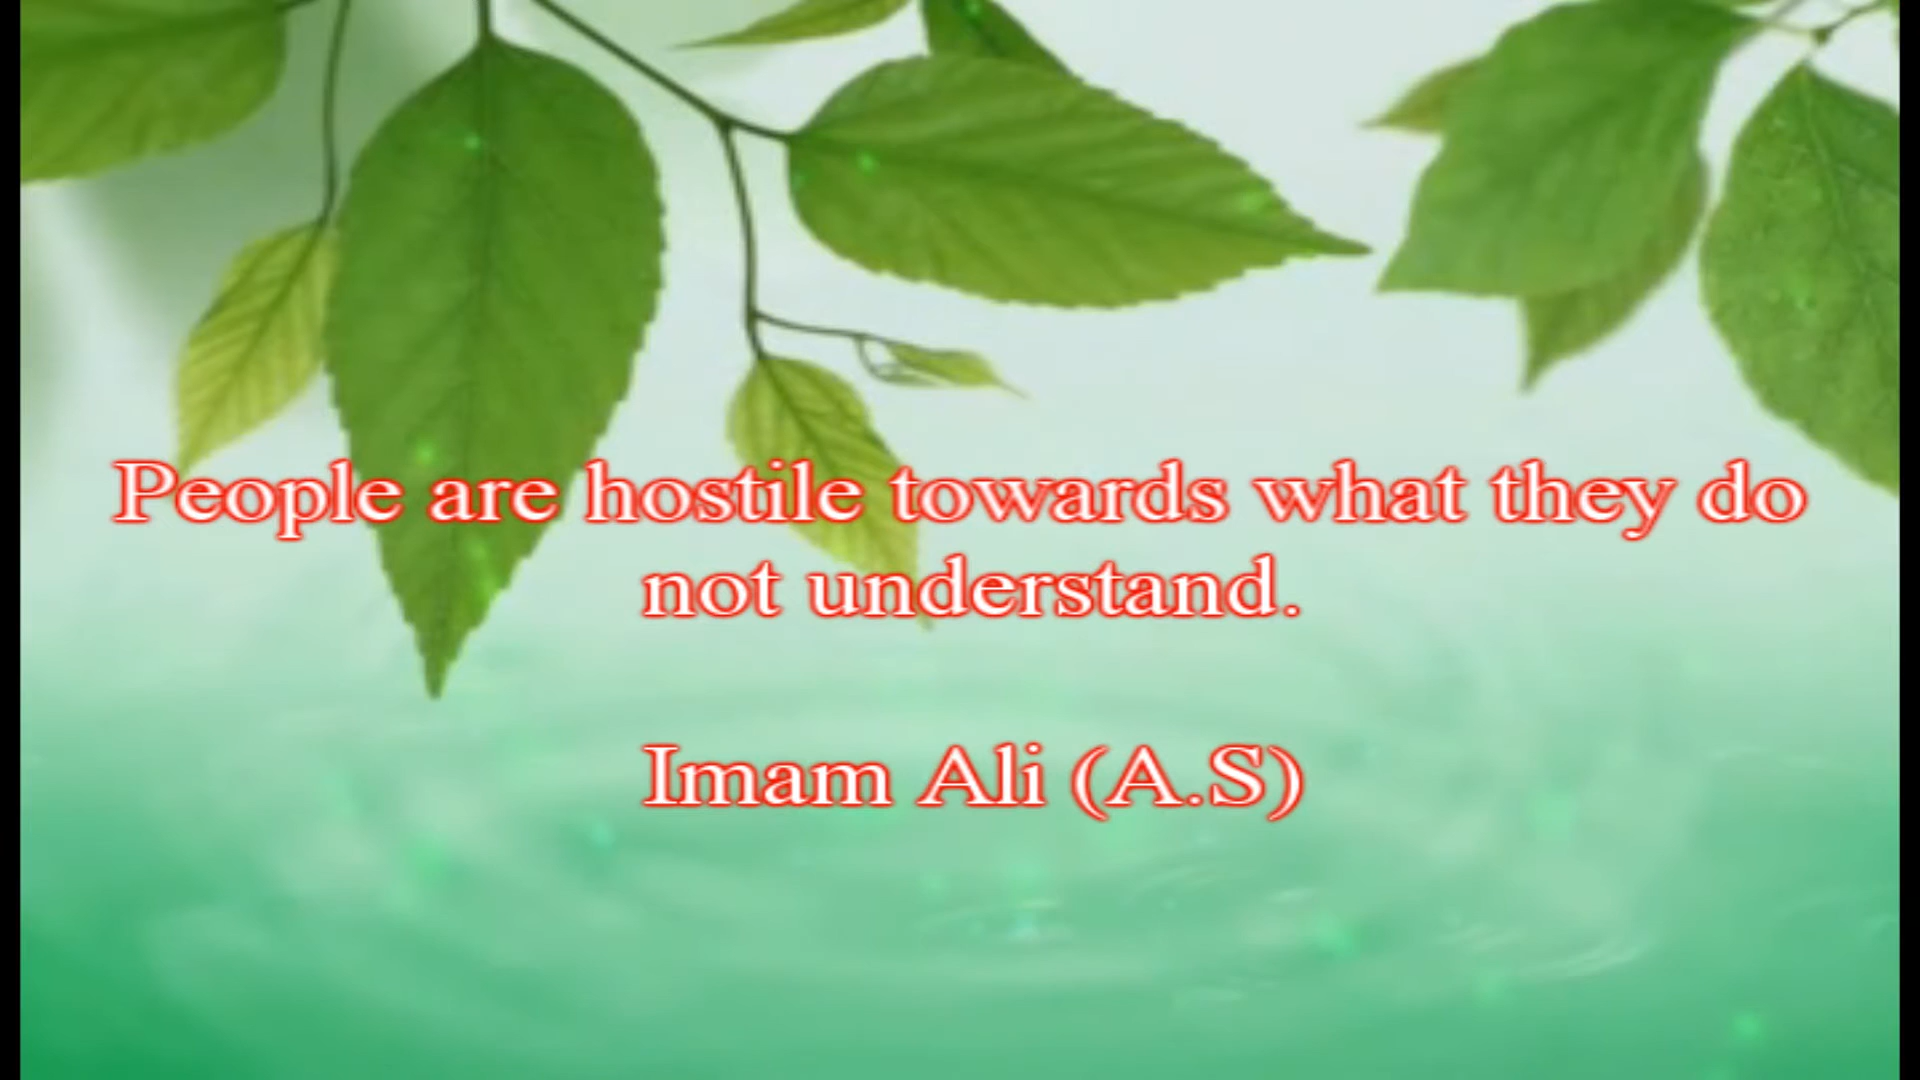 People are hostile towards what they do
not understand.
Imam Ali (A.S)